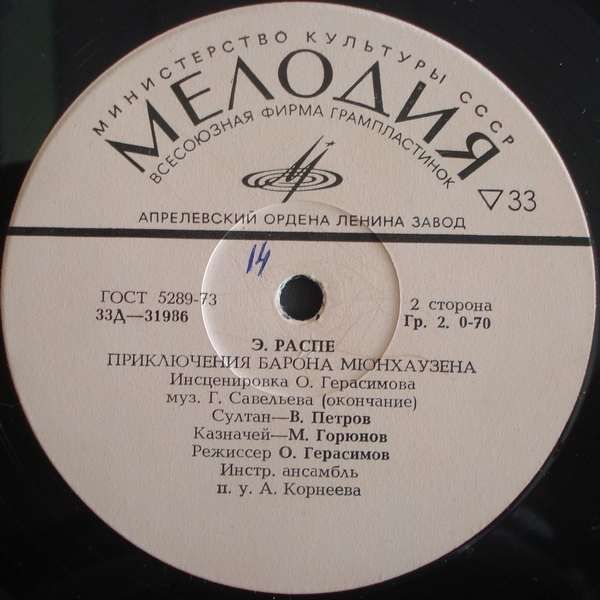 МИНИСТЕРСТВО КУЛЬТУРЫ СССР
МЕЛОДИЯ
ВСЕСОЮЗНАЯ ФИРМА ГРАМПЛАСТИНОК
33
АПРЕЛЕВСКИЙ ОРДЕНА ЛЕНИНА ЗАВОД
14
ГОСТ 5289-73
33Д—31986
2 сторона
Гр. 2. 0-70
Э. РАСПЕ
ПРИКЛЮЧЕНИЯ БАРОНА МЮНХАУЗЕНА
Инсценировка О. Герасимова
муз. Г. Савельева (окончание)
Султан—В. Петров
Казначей—М. Горюнов
Режиссер О. Герасимов
Инстр. ансамбль
п. у. А. Корнеева